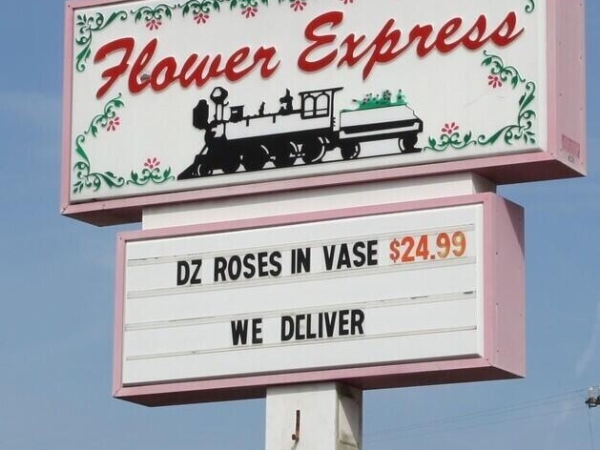 Flower Express
DZ ROSES IN VASE $24.99
WE DELIVER